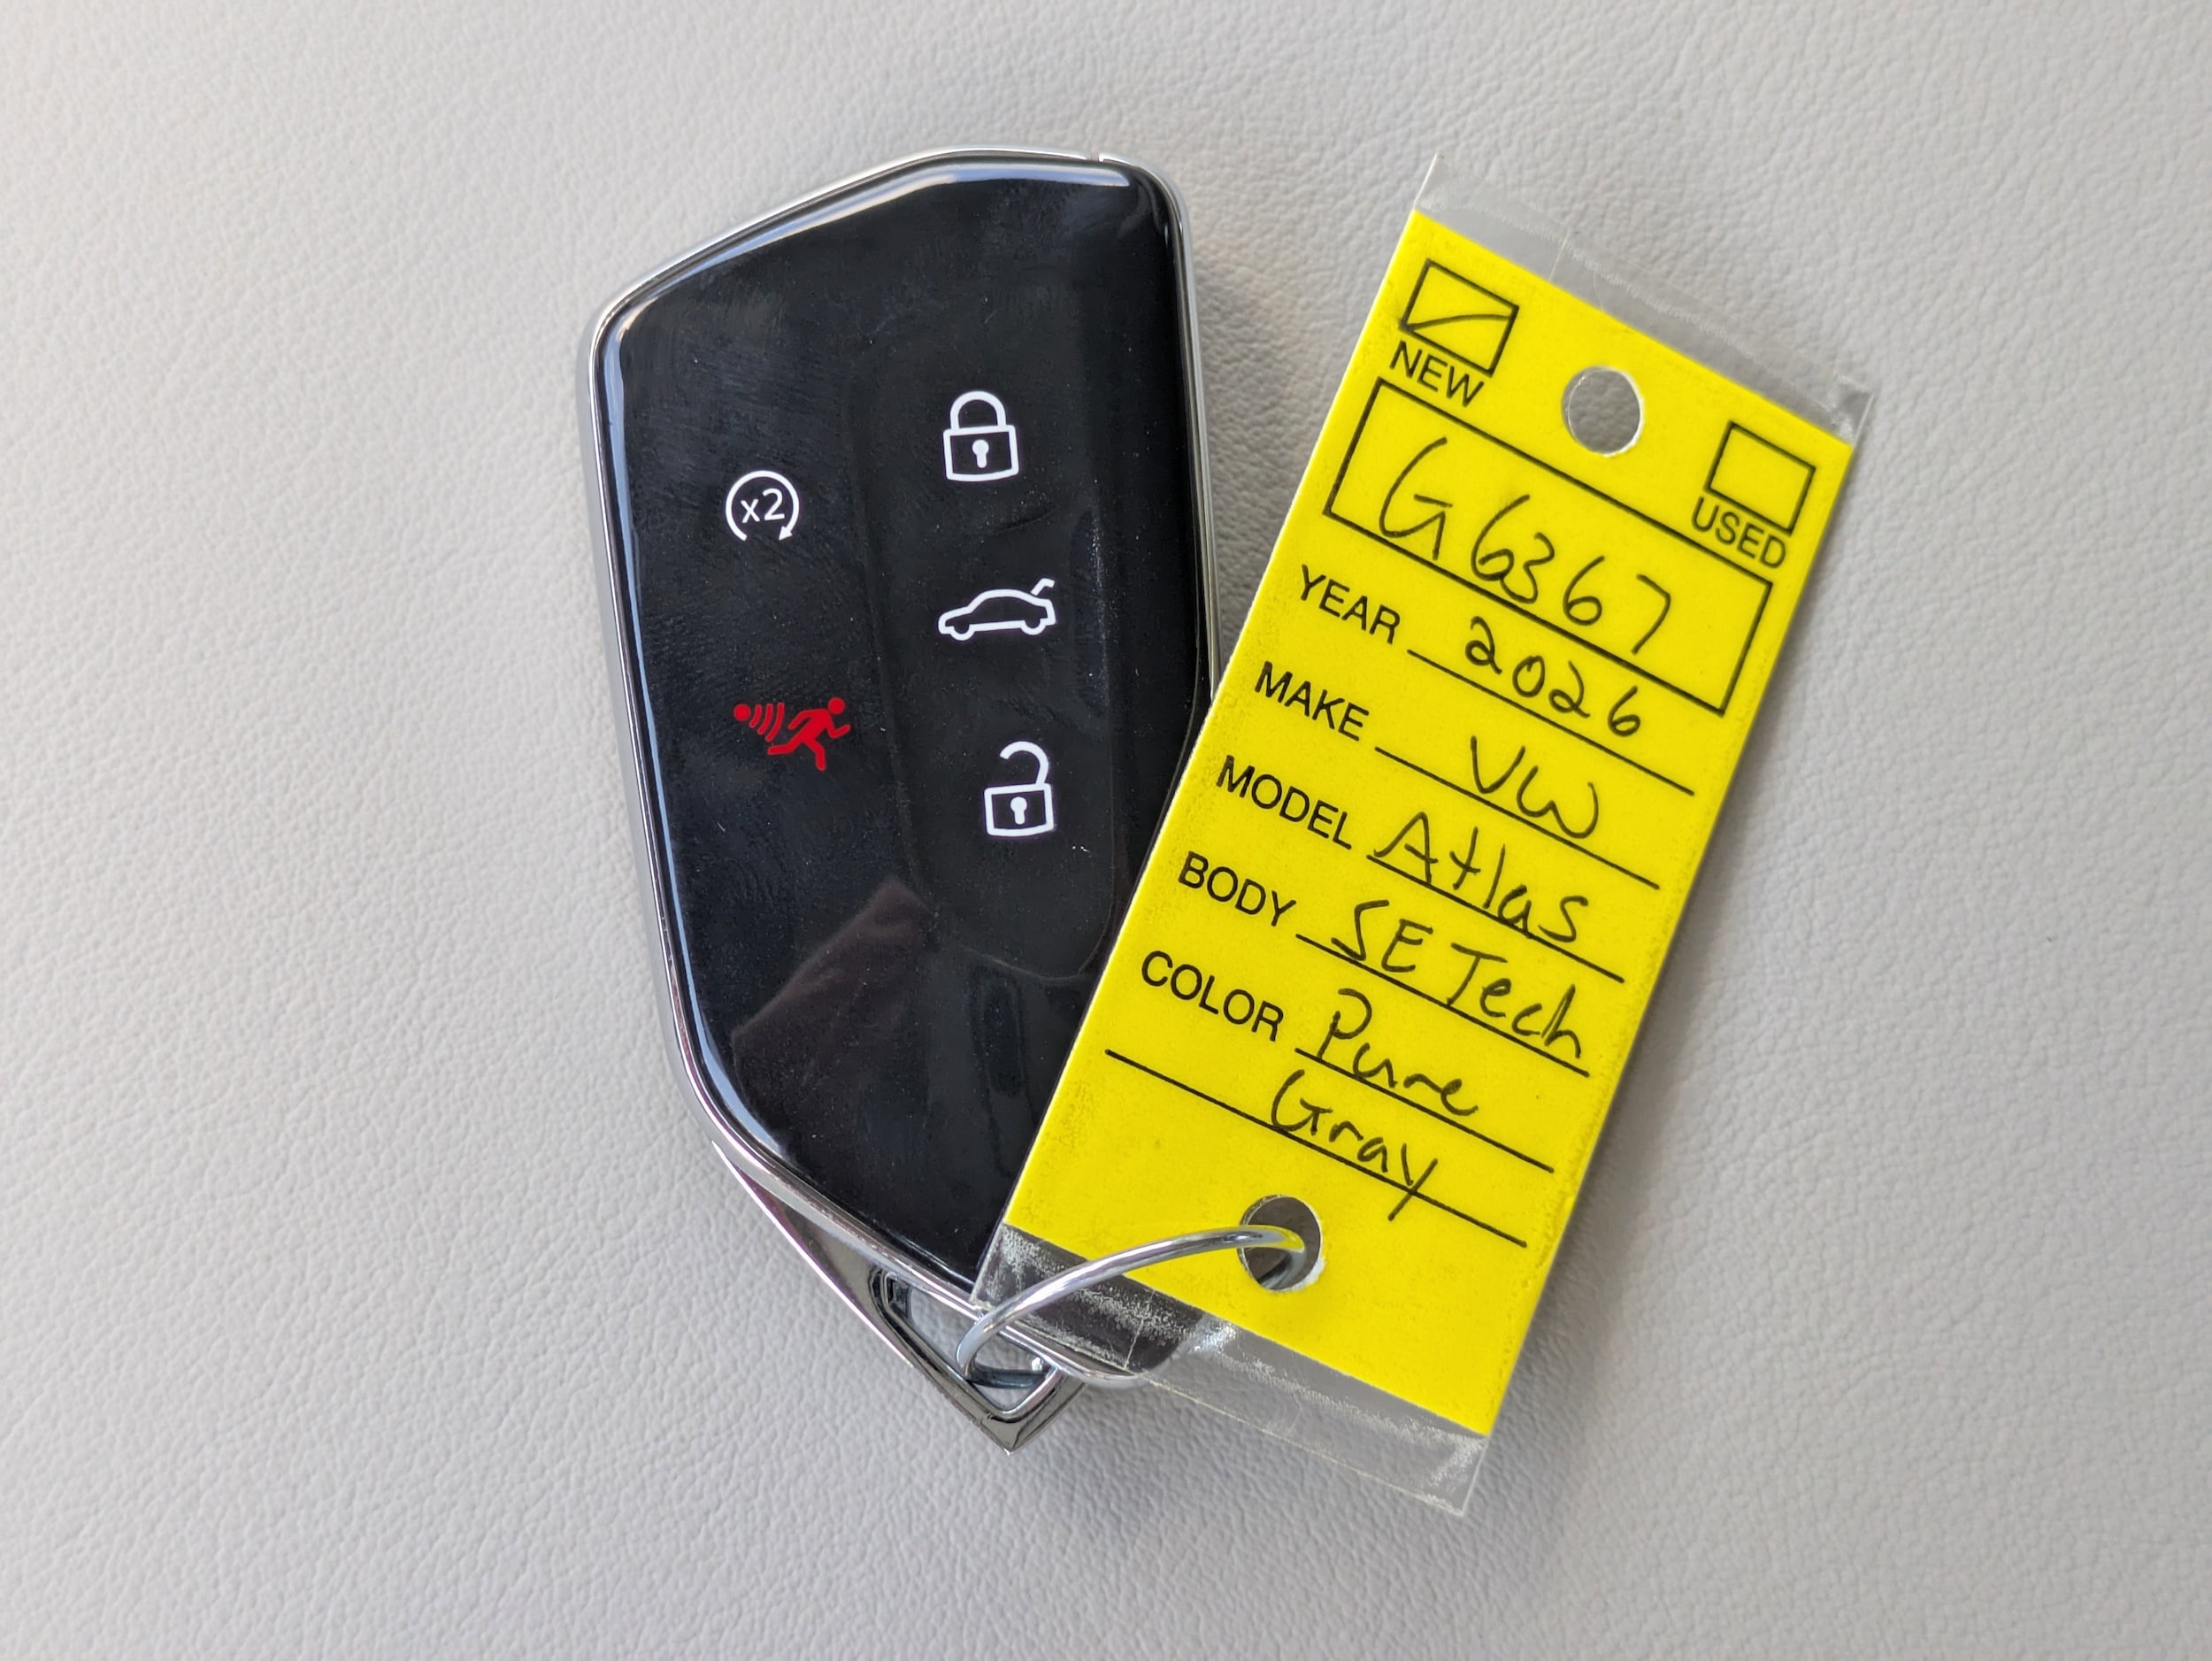 x2
NEW
USED
G6367
YEAR 2026
MAKE VW
MODEL Atlas
BODY SE Tech
COLOR Pure
Gray